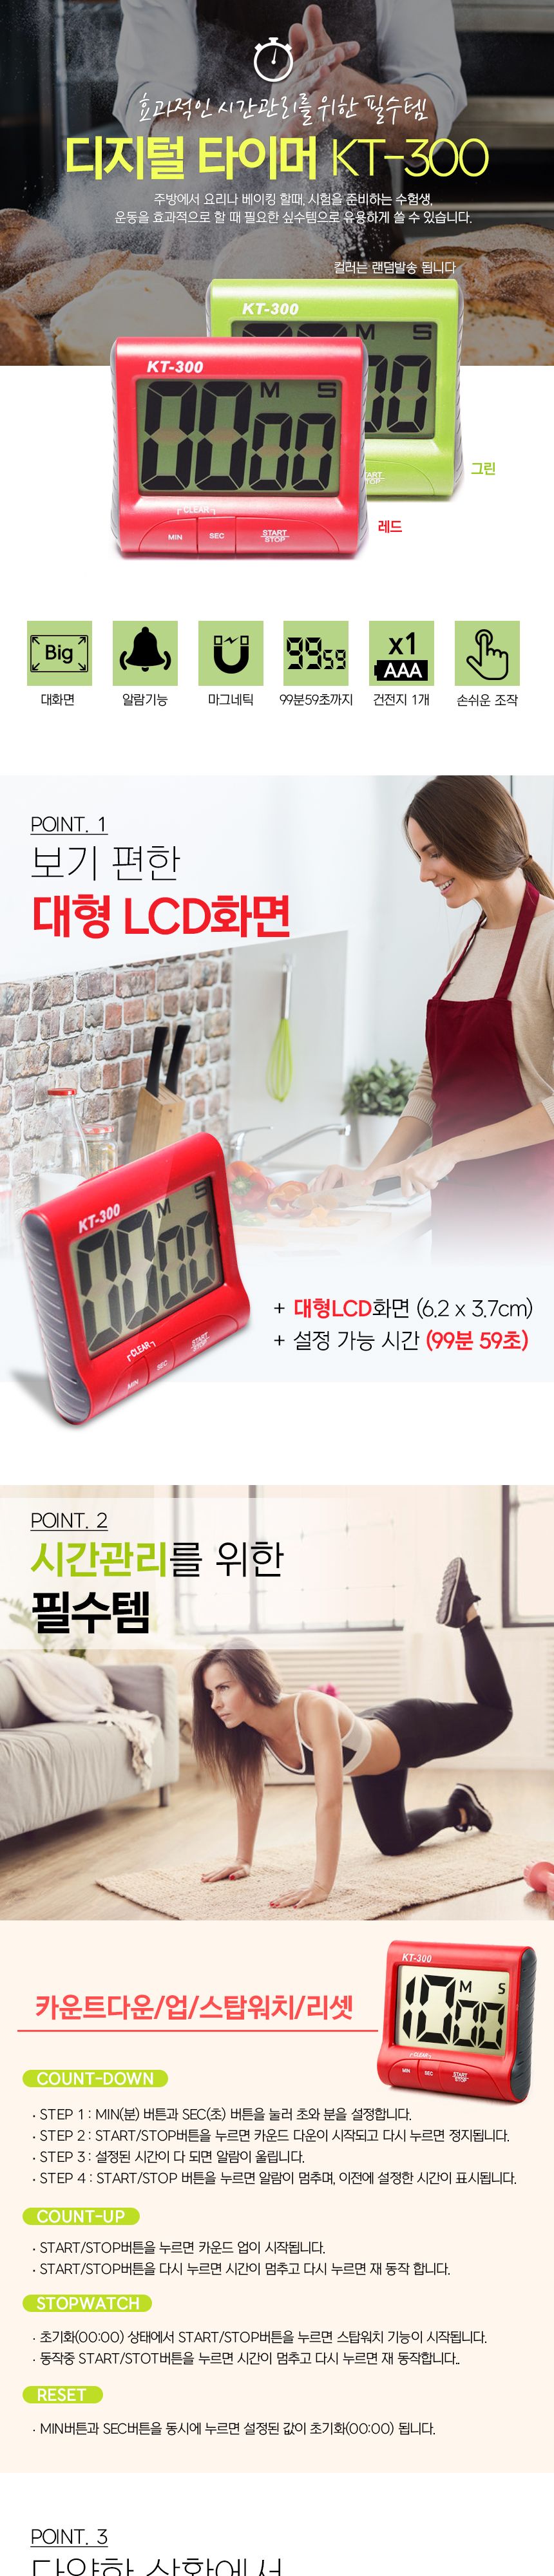 효과적인 시간관리를 위한 필수템
디지털 타이머 KT-300
주방에서 요리나 베이킹 할때, 시험을 준비하는 수험생,
운동을 효과적으로 할 때 필요한 싶수템으로 유용하게 쓸 수 있습니다.
컬러는 랜덤발송 됩니다
KT-300
M S
KT-300
M S
00 00
START
STOP
그린
CLEAR
MIN SEC START
STOP
레드
Big
99 59
x1
AAA
대화면 알람기능 마그네틱 99분59초까지 건전지 1개 손쉬운 조작
POINT. 1
보기 편한
대형 LCD화면
KT-300
M S
00 00
CLEAR
MIN SEC START
STOP
+ 대형LCD화면 (6.2 x 3.7cm)
+ 설정 가능 시간 (99분 59초)
POINT. 2
시간관리를 위한
필수템
KT-300
10 M 00 S
CLEAR
MIN SEC START
STOP
카운트다운/업/스탑워치/리셋
COUNT-DOWN
· STEP 1 : MIN(분) 버튼과 SEC(초) 버튼을 눌러 초와 분을 설정합니다.
· STEP 2 : START/STOP버튼을 누르면 카운드 다운이 시작되고 다시 누르면 정지됩니다.
· STEP 3 : 설정된 시간이 다 되면 알람이 울립니다.
· STEP 4 : START/STOP 버튼을 누르면 알람이 멈추며, 이전에 설정한 시간이 표시됩니다.
COUNT-UP
· START/STOP버튼을 누르면 카운드 업이 시작됩니다.
· START/STOP버튼을 다시 누르면 시간이 멈추고 다시 누르면 재 동작 합니다.
STOPWATCH
· 초기화(00:00) 상태에서 START/STOP버튼을 누르면 스탑워치 기능이 시작됩니다.
· 동작중 START/STOT버튼을 누르면 시간이 멈추고 다시 누르면 재 동작합니다..
RESET
· MIN버튼과 SEC버튼을 동시에 누르면 설정된 값이 초기화(00:00) 됩니다.
POINT. 3
다양한 상황에서